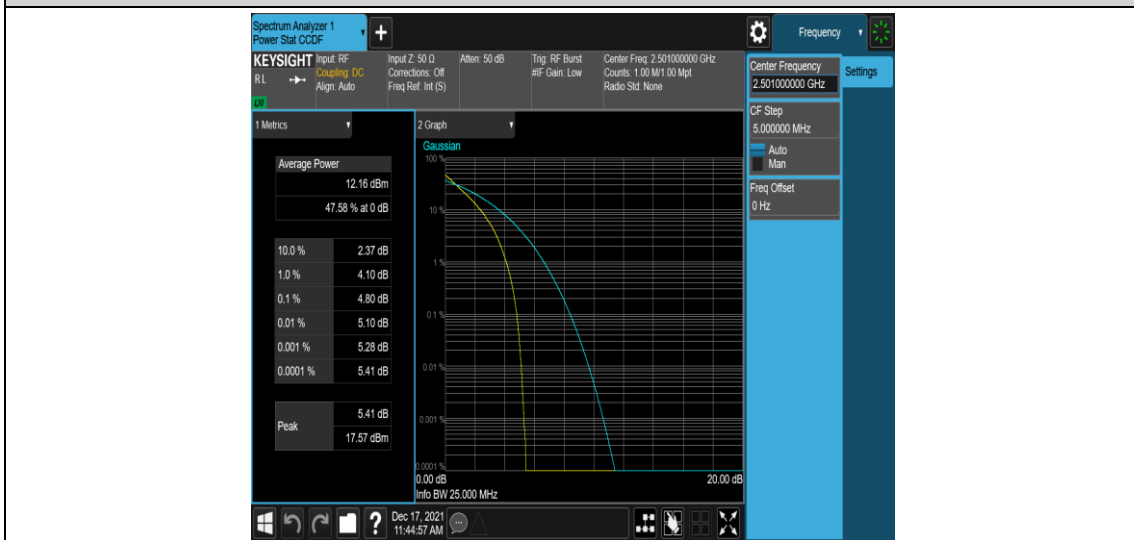 Spectrum Analyzer 1
Power Stat CCDF
+
Frequency
KEYSIGHT
RL
LXI
Input: RF
Coupling: DC
Align: Auto
Input Z: 50 Ω
Corrections: Off
Freq Ref: Int (S)
Atten: 50 dB
Trig: RF Burst
#IF Gain: Low
Center Freq: 2.501000000 GHz
Counts: 1.00 M/1.00 Mpt
Radio Std: None
Center Frequency
2.501000000 GHz
Settings
CF Step
5.000000 MHz
Auto
Man
Freq Offset
0 Hz
1 Metrics
Average Power
12.16 dBm
47.58 % at 0 dB
10.0 % 2.37 dB
1.0 % 4.10 dB
0.1 % 4.80 dB
0.01 % 5.10 dB
0.001 % 5.28 dB
0.0001 % 5.41 dB
Peak
5.41 dB
17.57 dBm
2 Graph
Gaussian
100 %
10 %
1 %
0.1 %
0.01 %
0.001 %
0.0001 %
0.00 dB 20.00 dB
Info BW 25.000 MHz
?
Dec 17, 2021
11:44:57 AM